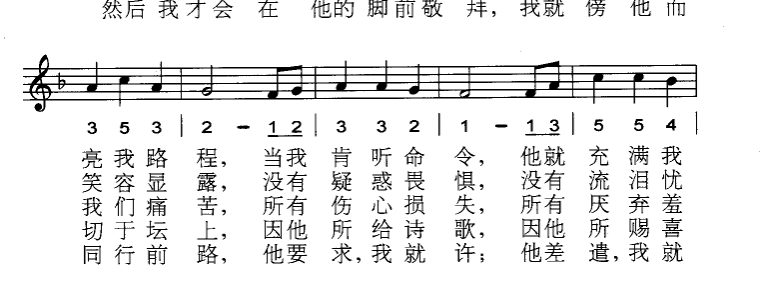 然后我才会在他的脚前敬拜，我就傍他而
3 5 3 | 2 - 1 2 | 3 3 2 | 1 - 1 3 | 5 5 4 |
亮我路程，当我肯听命令，他就充满我
笑容显露，没有疑惑畏惧，没有流泪忧
我们痛苦，所有伤心损失，所有厌弃羞
切于坛上，因他所给诗歌，因他所赐喜
同行前路，他要求，我就许；他差遣，我就